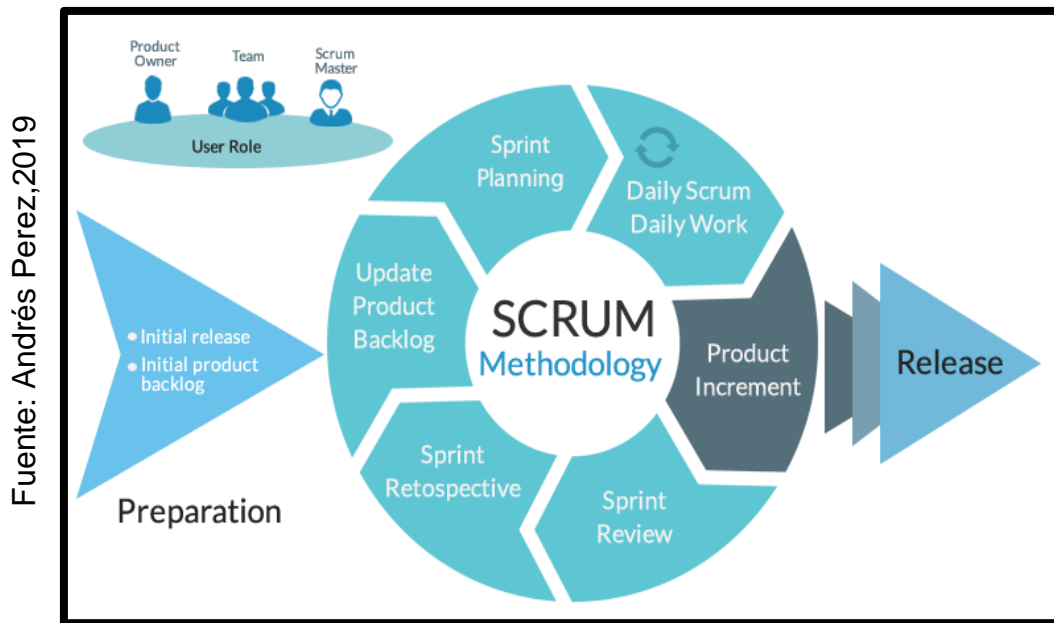 Fuente: Andrés Perez,2019
Product
Owner
Team
Scrum
Master
User Role
Sprint
Planning
Daily Scrum
Daily Work
Update
Product
Backlog
SCRUM
Methodology
Product
Increment
Release
• Initial release
• Initial product
backlog
Preparation
Sprint
Retospective
Sprint
Review